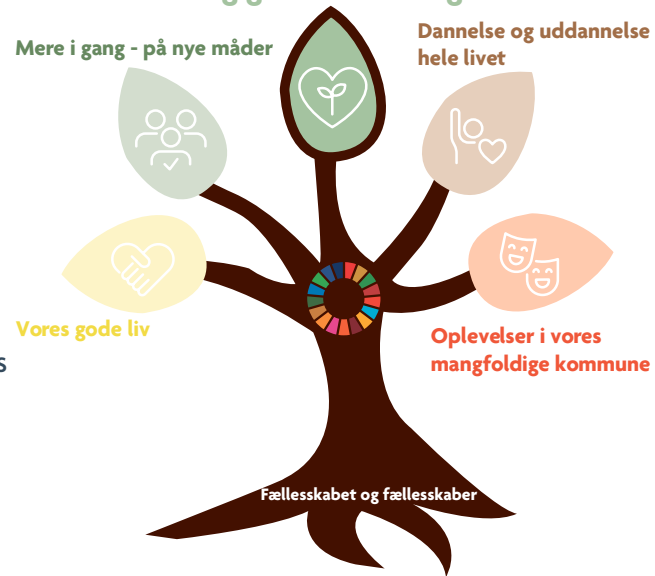 Mere i gang - på nye måder
Dannelse og uddannelse
hele livet
Vores gode liv
Oplevelser i vores
mangfoldige kommune
s
Fællesskabet og fællesskaber